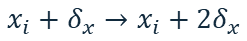 xᵢ + δₓ → xᵢ + 2δₓ